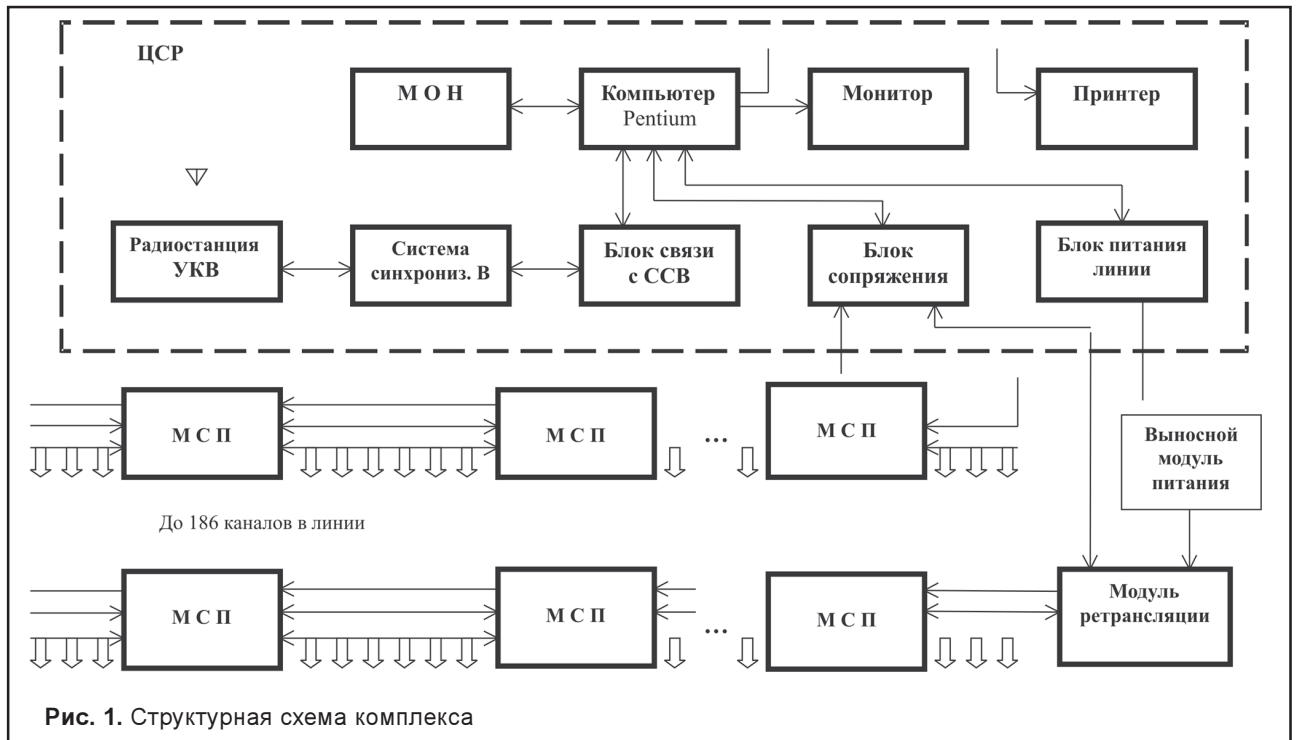 ЦСР
М О Н
Компьютер
Pentium
Монитор
Принтер
Радиостанция
УКВ
Система
синхрониз. В
Блок связи
с ССВ
Блок
сопряжения
Блок питания
линии
М С П
М С П
...
М С П
Выносной
модуль
питания
До 186 каналов в линии
М С П
М С П
...
М С П
Модуль
ретрансляции
Рис. 1. Структурная схема комплекса